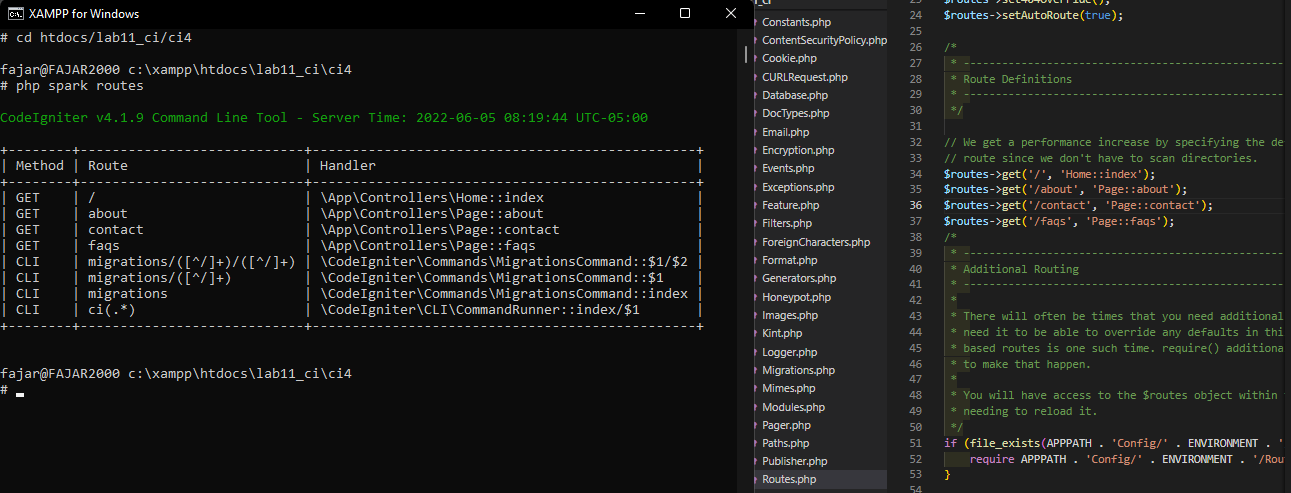 XAMPP for Windows
# cd htdocs/lab11_ci/ci4
fajar@FAJAR2000 c:\xampp\htdocs\lab11_ci\ci4
# php spark routes
CodeIgniter v4.1.9 Command Line Tool - Server Time: 2022-06-05 08:19:44 UTC-05:00
+--------+----------------------------+------------------------------------------------+
| Method | Route | Handler |
+--------+----------------------------+------------------------------------------------+
| GET | / | \App\Controllers\Home::index |
| GET | about | \App\Controllers\Page::about |
| GET | contact | \App\Controllers\Page::contact |
| GET | faqs | \App\Controllers\Page::faqs |
| CLI | migrations/([^/]+)/([^/]+) | \CodeIgniter\Commands\MigrationsCommand::$1/$2 |
| CLI | migrations/([^/]+) | \CodeIgniter\Commands\MigrationsCommand::$1 |
| CLI | migrations | \CodeIgniter\Commands\MigrationsCommand::index |
| CLI | ci(.*) | \CodeIgniter\CLI\CommandRunner::index/$1 |
+--------+----------------------------+------------------------------------------------+
fajar@FAJAR2000 c:\xampp\htdocs\lab11_ci\ci4
#
Constants.php
ContentSecurityPolicy.php
Cookie.php
CURLRequest.php
Database.php
DocTypes.php
Email.php
Encryption.php
Events.php
Exceptions.php
Feature.php
Filters.php
ForeignCharacters.php
Format.php
Generators.php
Honeypot.php
Images.php
Kint.php
Logger.php
Migrations.php
Mimes.php
Modules.php
Pager.php
Paths.php
Publisher.php
Routes.php
23 $routes->set404Override();
24 $routes->setAutoRoute(true);
25
26 /*
27 * --------------------------------------------------
28 * Route Definitions
29 * --------------------------------------------------
30 */
31
32 // We get a performance increase by specifying the de
33 // route since we don't have to scan directories.
34 $routes->get('/', 'Home::index');
35 $routes->get('/about', 'Page::about');
36 $routes->get('/contact', 'Page::contact');
37 $routes->get('/faqs', 'Page::faqs');
38 /*
39 * --------------------------------------------------
40 * Additional Routing
41 * --------------------------------------------------
42 *
43 * There will often be times that you need additional
44 * need it to be able to override any defaults in thi
45 * based routes is one such time. require() additiona
46 * to make that happen.
47 *
48 * You will have access to the $routes object within
49 * needing to reload it.
50 */
51 if (file_exists(APPPATH . 'Config/' . ENVIRONMENT . '
52 require APPPATH . 'Config/' . ENVIRONMENT . '/Rou
53 }
54